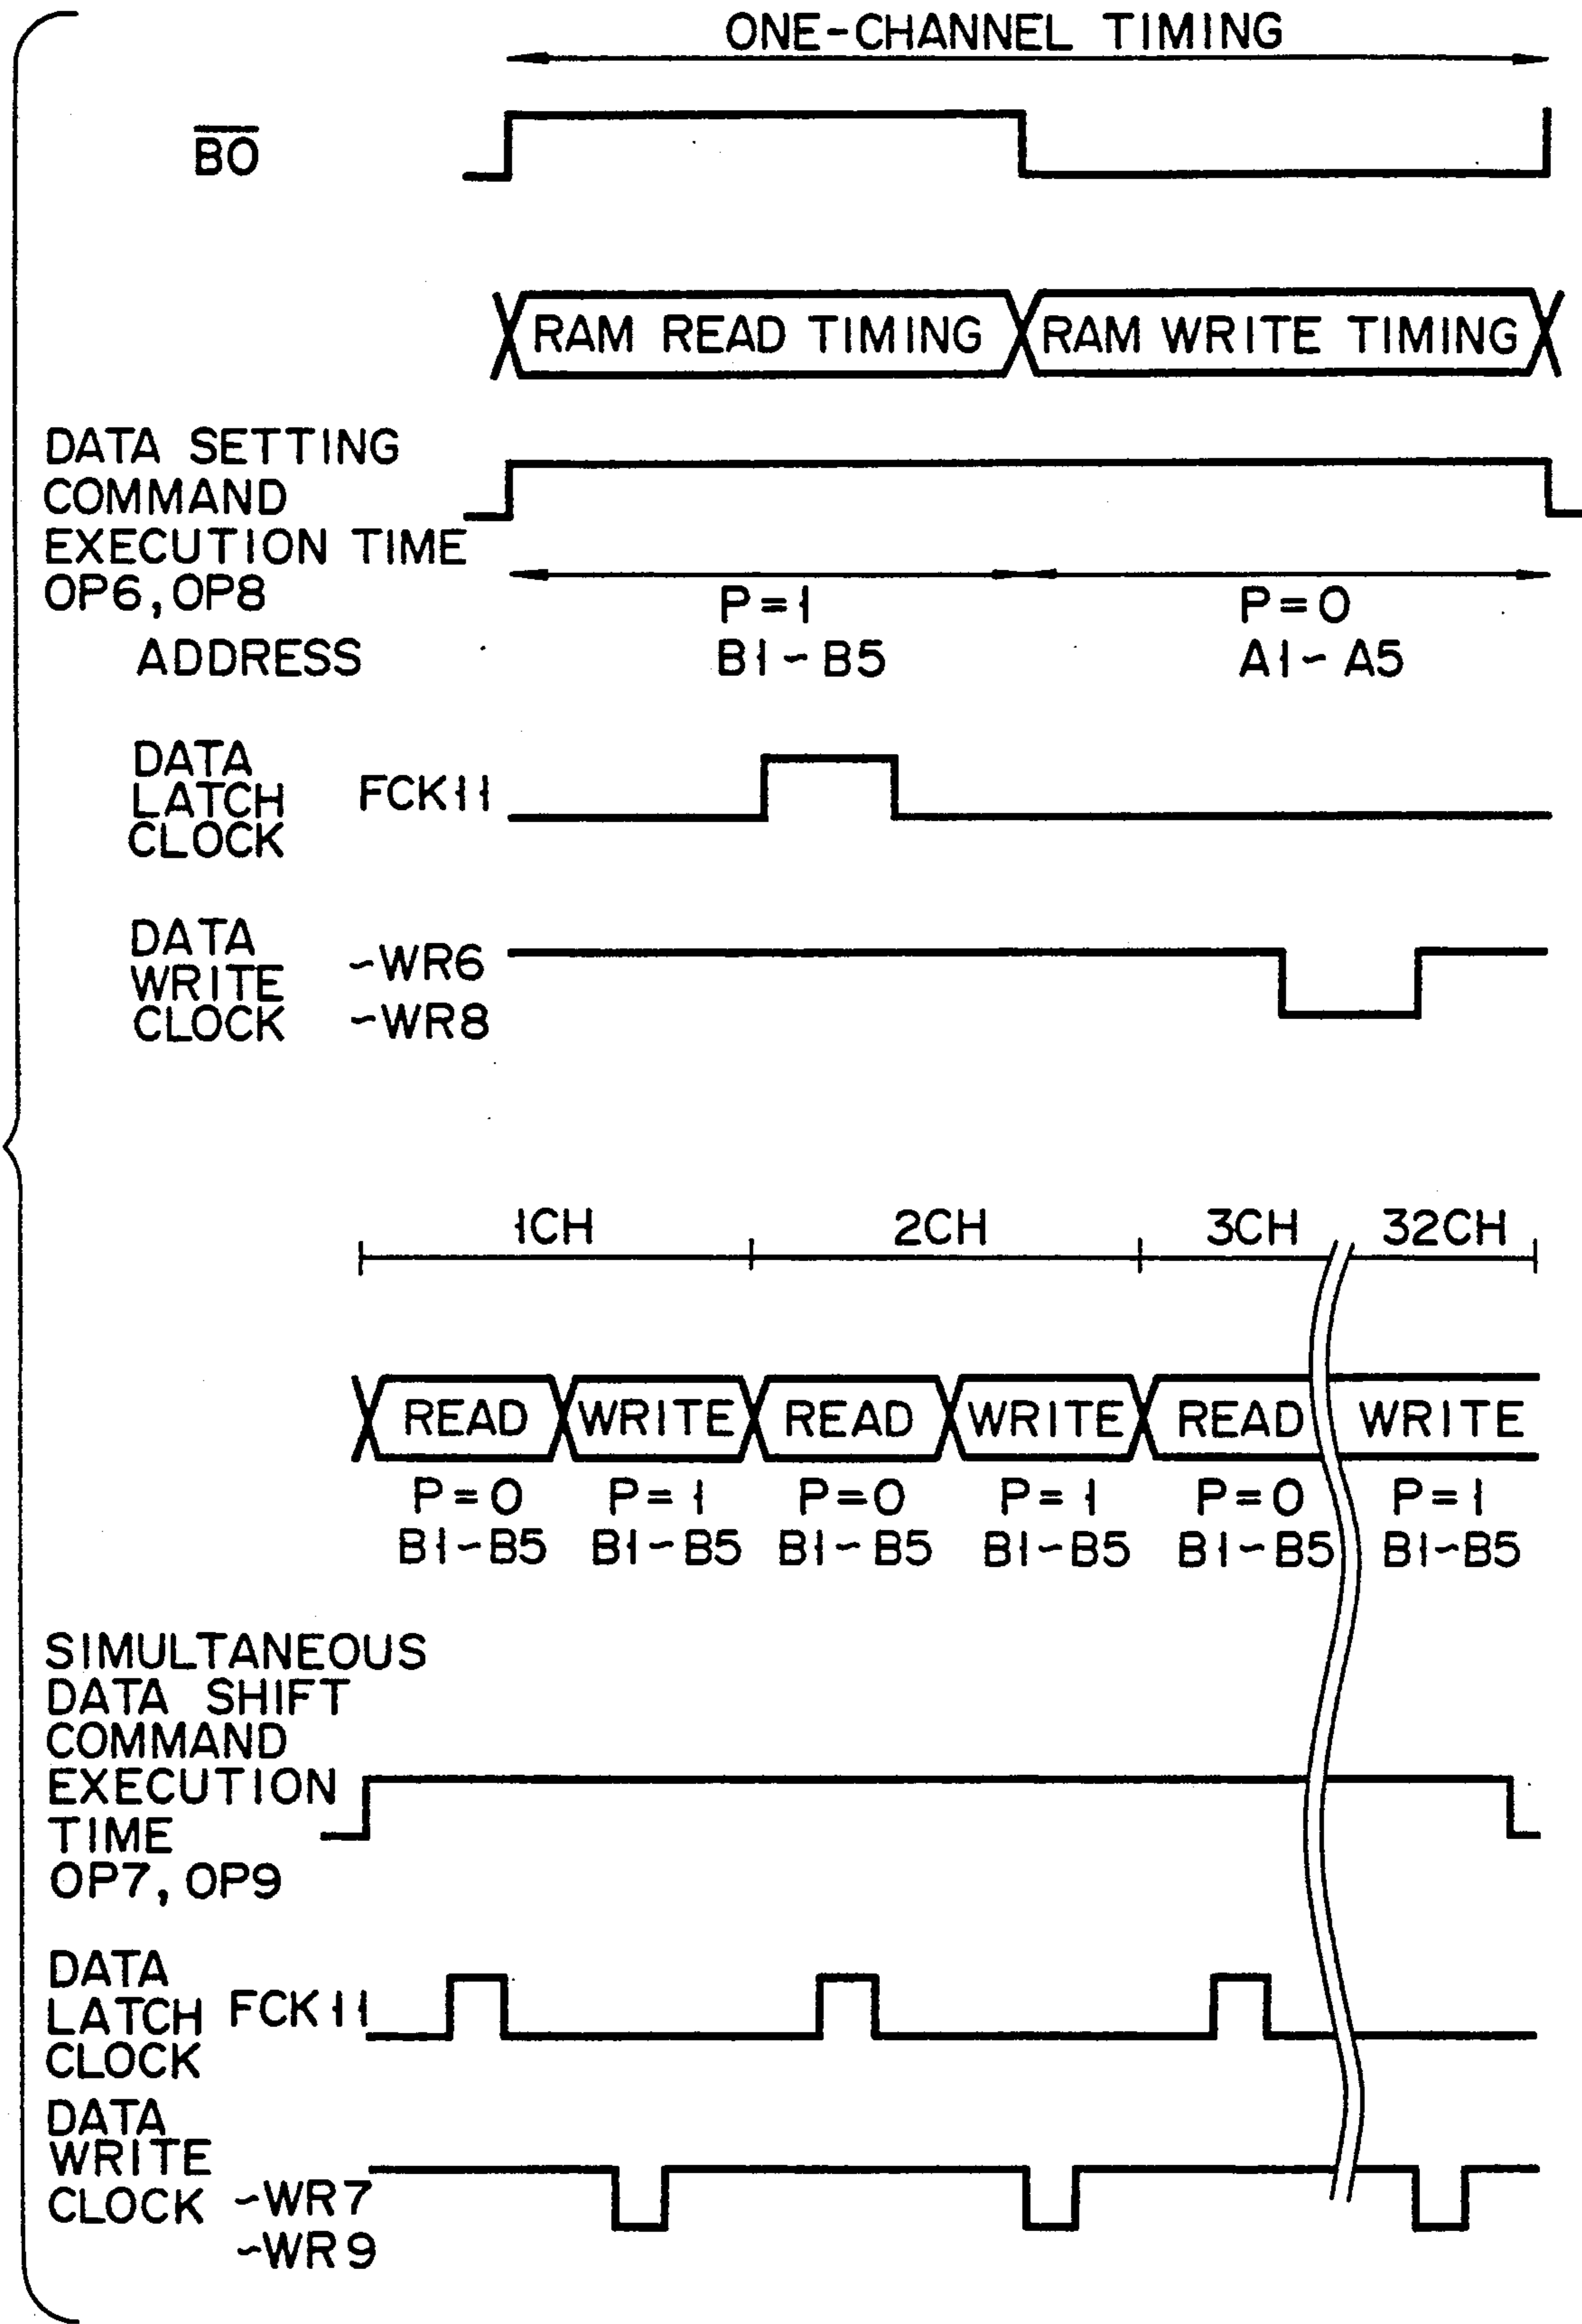 ONE-CHANNEL TIMING
B0
RAM READ TIMING RAM WRITE TIMING
DATA SETTING
COMMAND
EXECUTION TIME
OP6, OP8
P=1 P=0
ADDRESS B1~B5 A1~A5
DATA
LATCH FCK11
CLOCK
DATA
WRITE ~WR6
CLOCK ~WR8
1CH 2CH 3CH 32CH
READ WRITE READ WRITE READ WRITE
P=0 P=1 P=0 P=1 P=0 P=1
B1~B5 B1~B5 B1~B5 B1~B5 B1~B5 B1~B5
SIMULTANEOUS
DATA SHIFT
COMMAND
EXECUTION
TIME
OP7, OP9
DATA
LATCH FCK11
CLOCK
DATA
WRITE
CLOCK ~WR7
~WR9